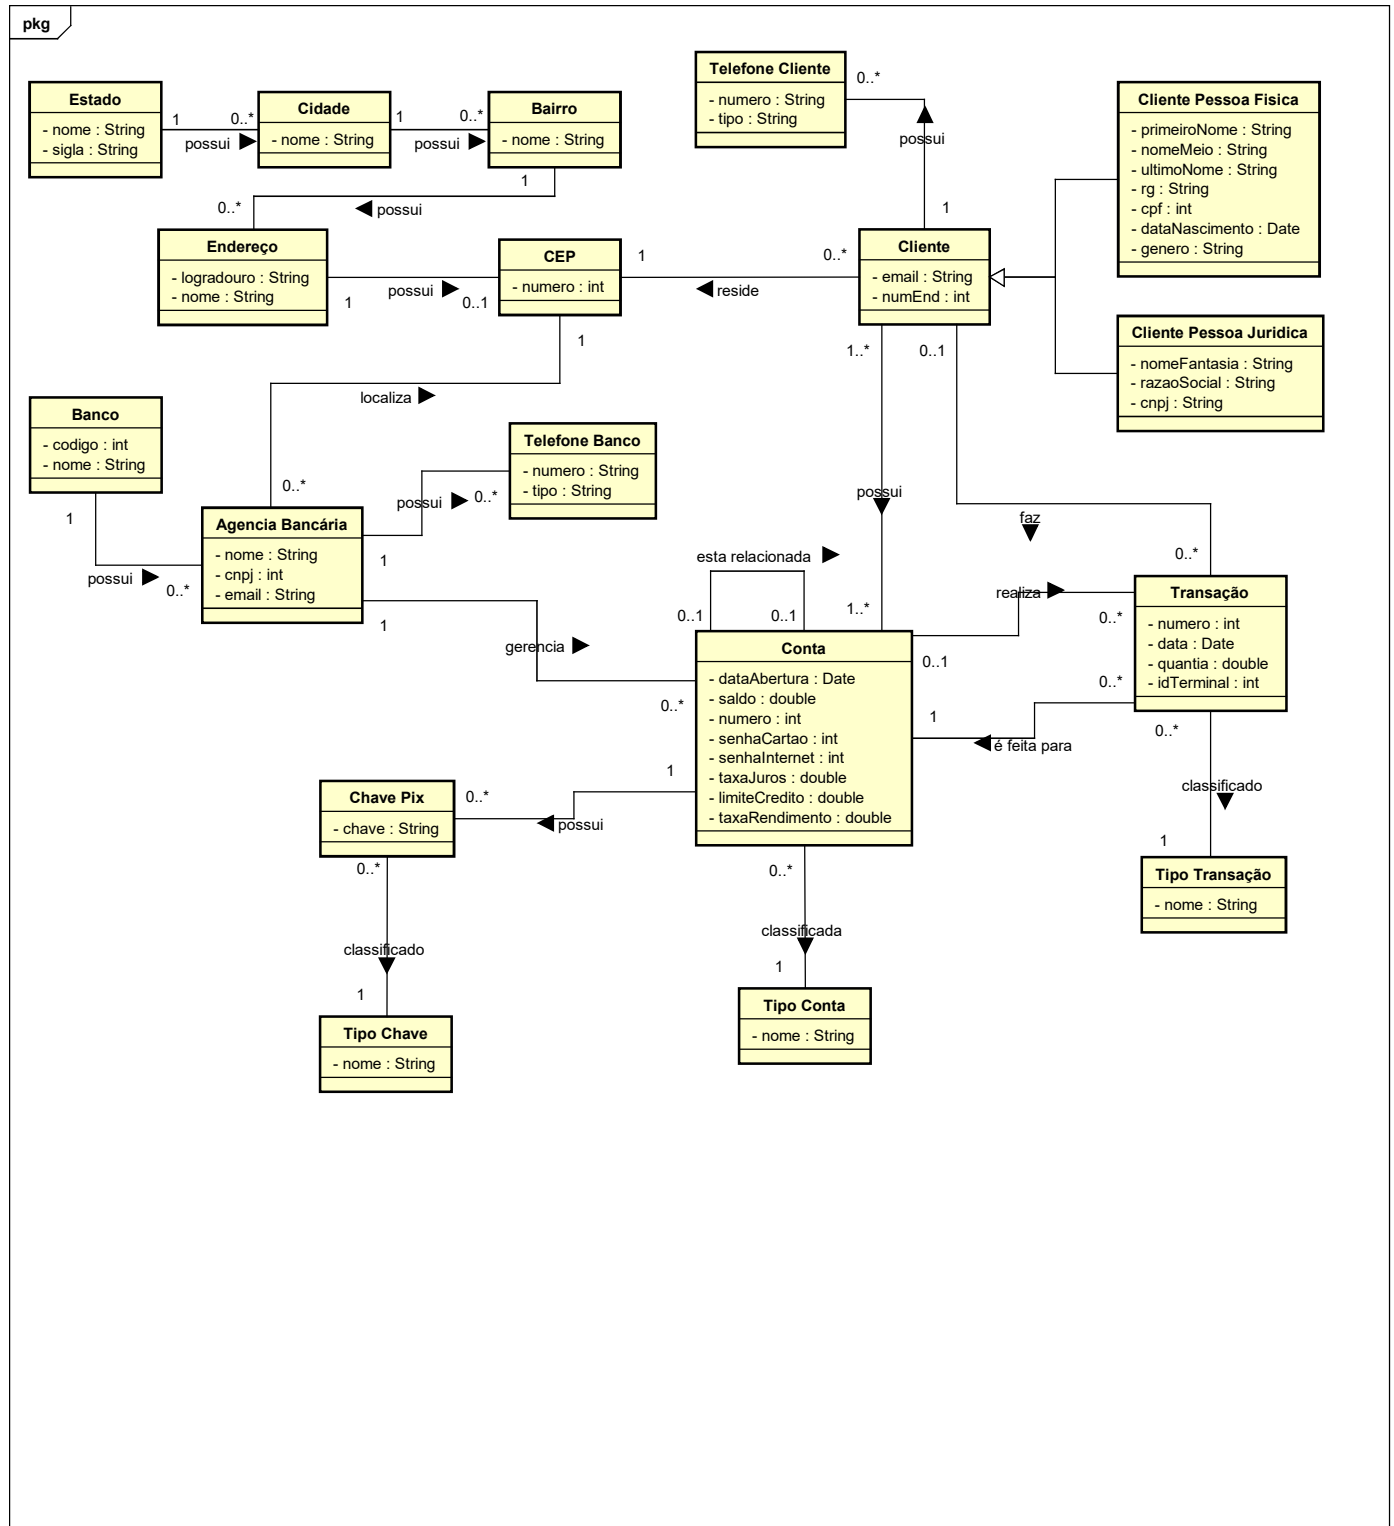 pkg
Estado
- nome : String
- sigla : String
1
0..*
possui
Cidade
- nome : String
1
0..*
possui
Bairro
- nome : String
1
0..*
possui
Telefone Cliente
- numero : String
- tipo : String
0..*
possui
1
Cliente Pessoa Fisica
- primeiroNome : String
- nomeMeio : String
- ultimoNome : String
- rg : String
- cpf : int
- dataNascimento : Date
- genero : String
Endereço
- logradouro : String
- nome : String
1
possui
0..1
CEP
- numero : int
1
0..*
reside
Cliente
- email : String
- numEnd : int
1..*
0..1
Cliente Pessoa Juridica
- nomeFantasia : String
- razaoSocial : String
- cnpj : String
1
localiza
0..*
Banco
- codigo : int
- nome : String
1
possui
0..*
Telefone Banco
- numero : String
- tipo : String
possui
0..*
1
Agencia Bancária
- nome : String
- cnpj : int
- email : String
1
gerencia
0..*
possui
1..*
faz
0..*
esta relacionada
0..1
0..1
realiza
0..*
0..1
Transação
- numero : int
- data : Date
- quantia : double
- idTerminal : int
0..*
1
é feita para
0..*
classificado
1
Conta
- dataAbertura : Date
- saldo : double
- numero : int
- senhaCartao : int
- senhaInternet : int
- taxaJuros : double
- limiteCredito : double
- taxaRendimento : double
1
0..*
possui
Chave Pix
- chave : String
0..*
classificado
1
Tipo Chave
- nome : String
0..*
classificada
1
Tipo Conta
- nome : String
Tipo Transação
- nome : String